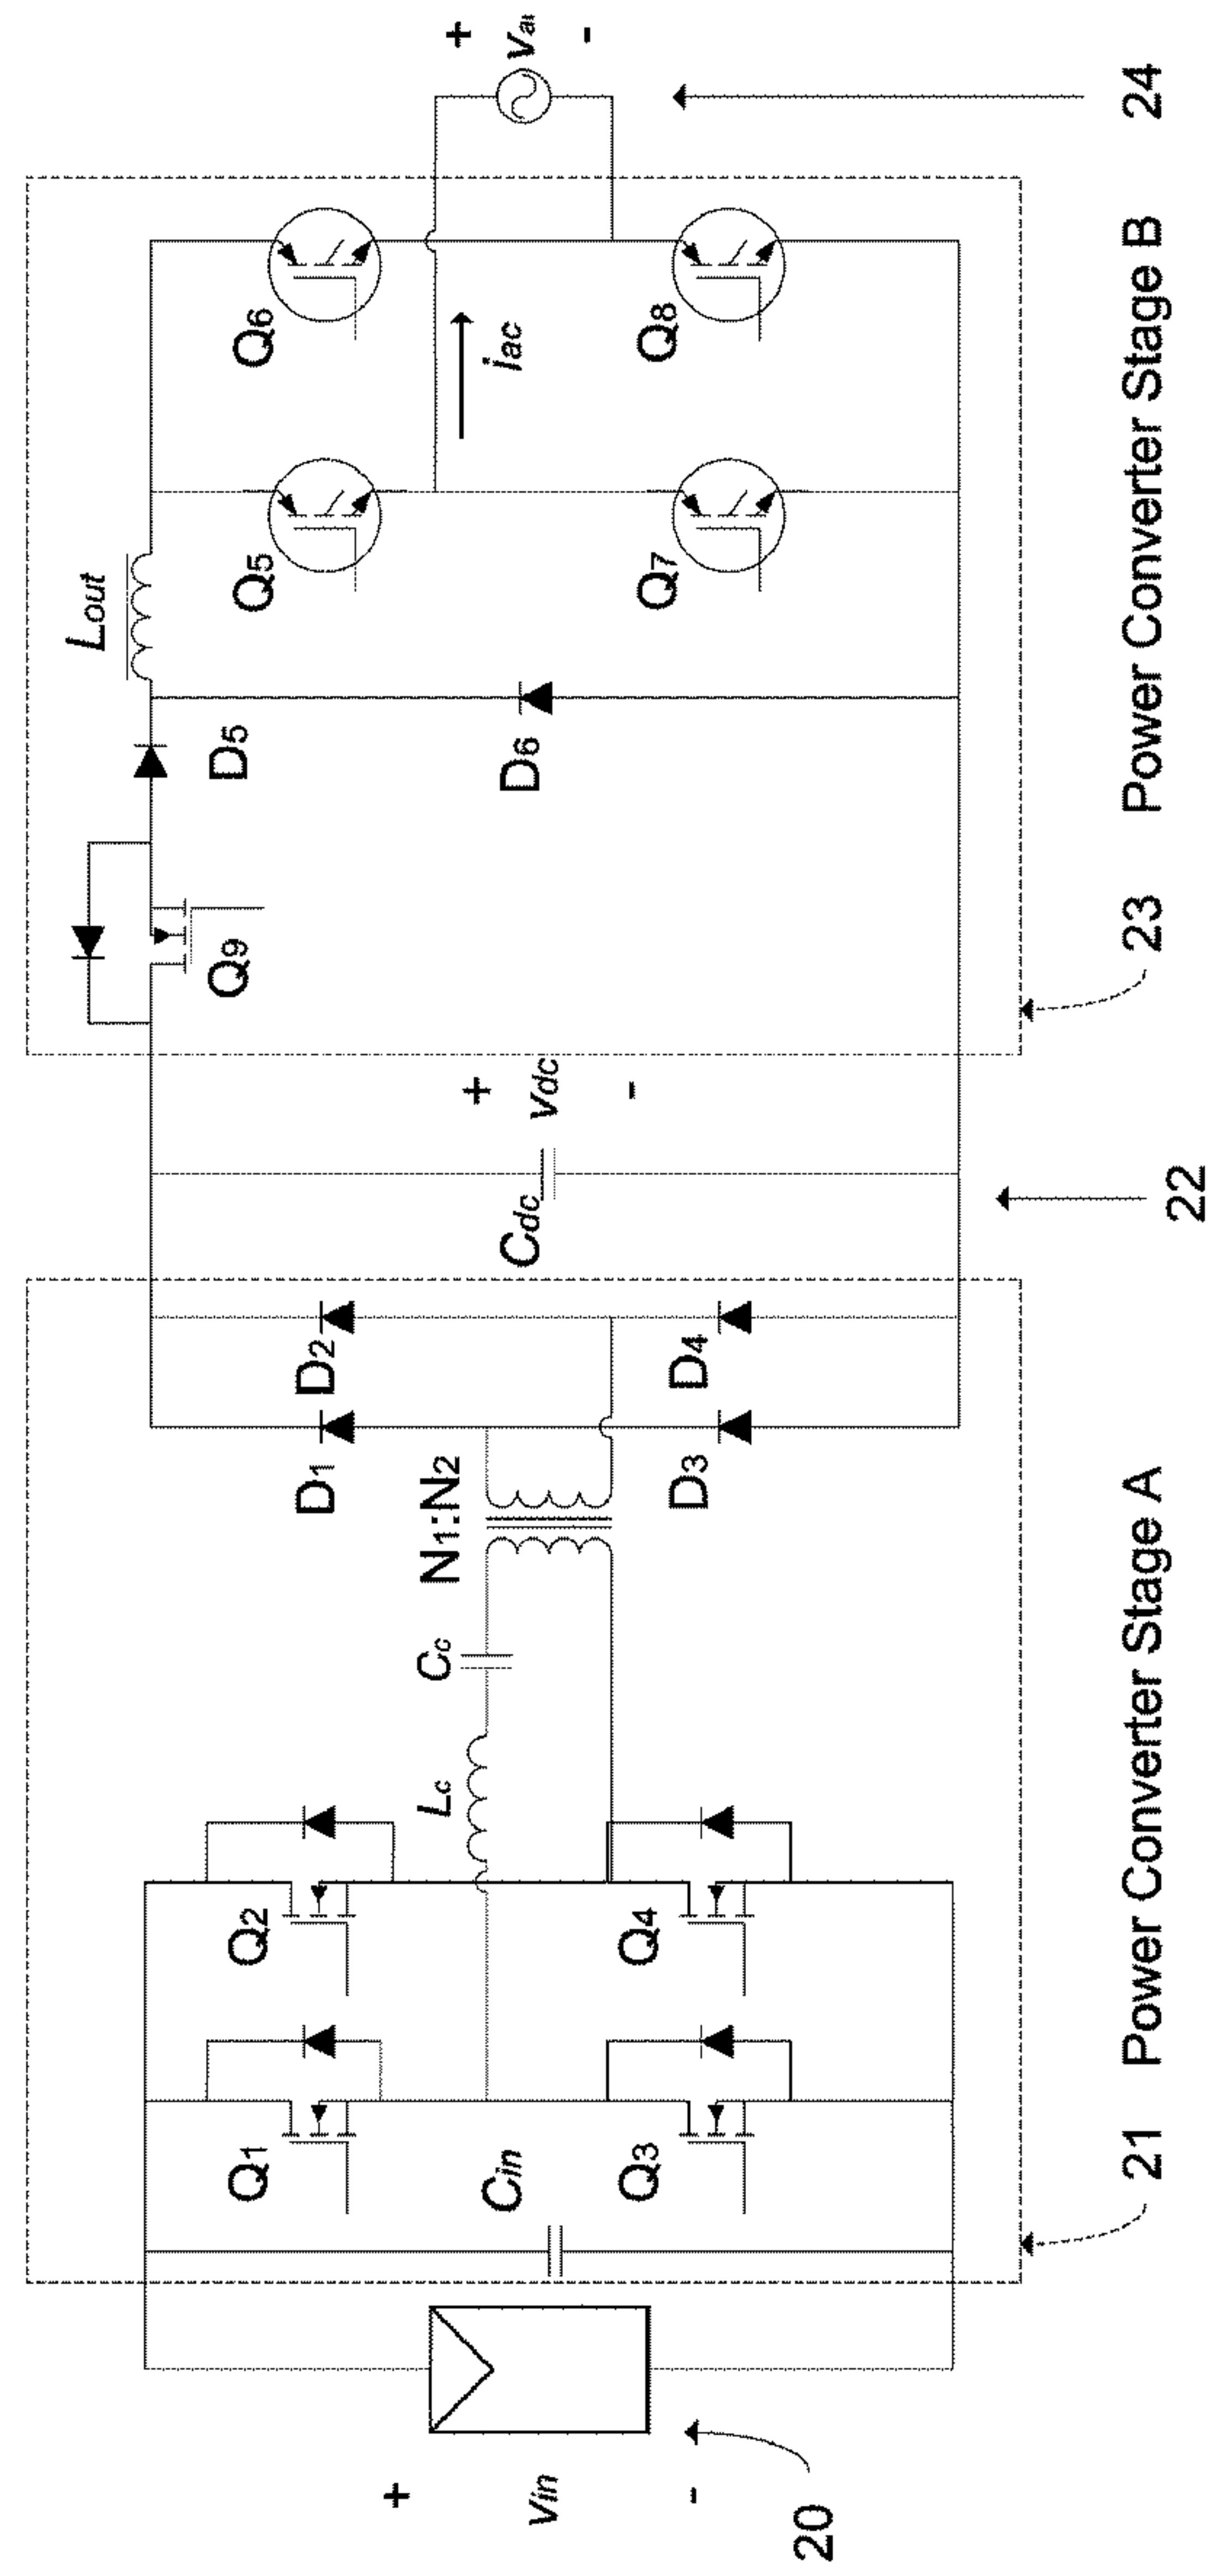 +
Vin
-
20
Cin
Q1
Q2
Q3
Q4
Lc
Cc
N1:N2
D1
D2
D3
D4
Cdc
+
Vdc
-
22
Q9
D5
D6
Lout
Q5
Q6
Q7
Q8
iac
+
-
24
21 Power Converter Stage A
23 Power Converter Stage B